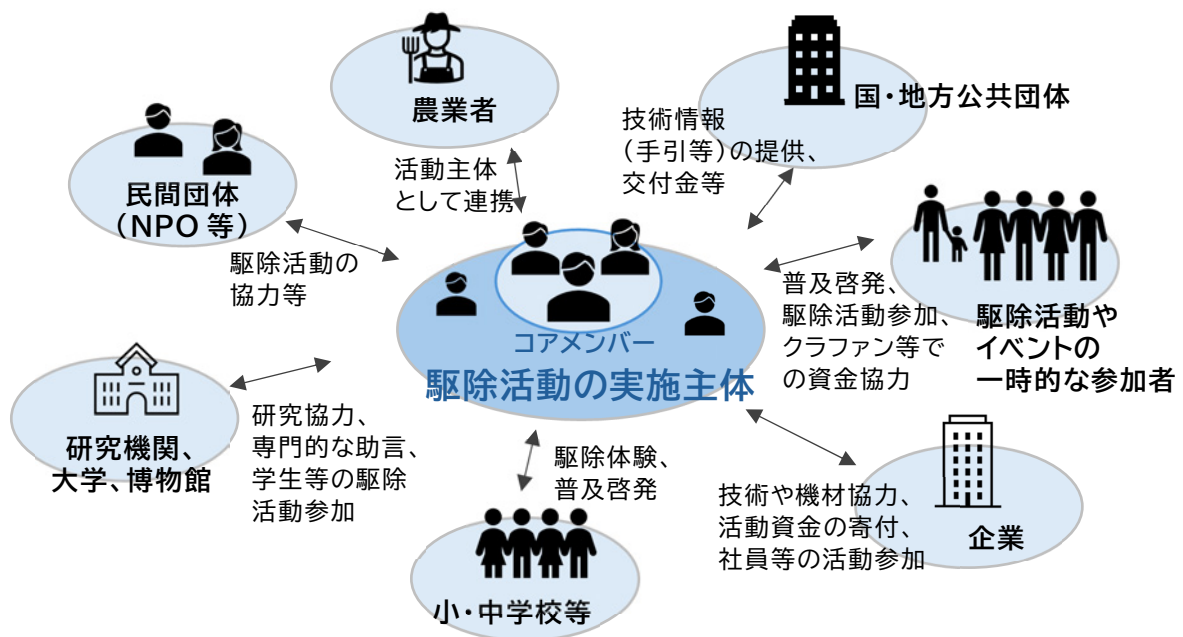 農業者
国・地方公共団体
技術情報
（手引等）の提供、
交付金等
活動主体
として連携
民間団体
（NPO 等）
駆除活動の
協力等
普及啓発、
駆除活動参加、
クラファン等で
の資金協力
駆除活動や
イベントの
一時的な参加者
コアメンバー
駆除活動の実施主体
研究機関、
大学、博物館
研究協力、
専門的な助言、
学生等の駆除
活動参加
駆除体験、
普及啓発
小・中学校等
技術や機材協力、
活動資金の寄付、
社員等の活動参加
企業